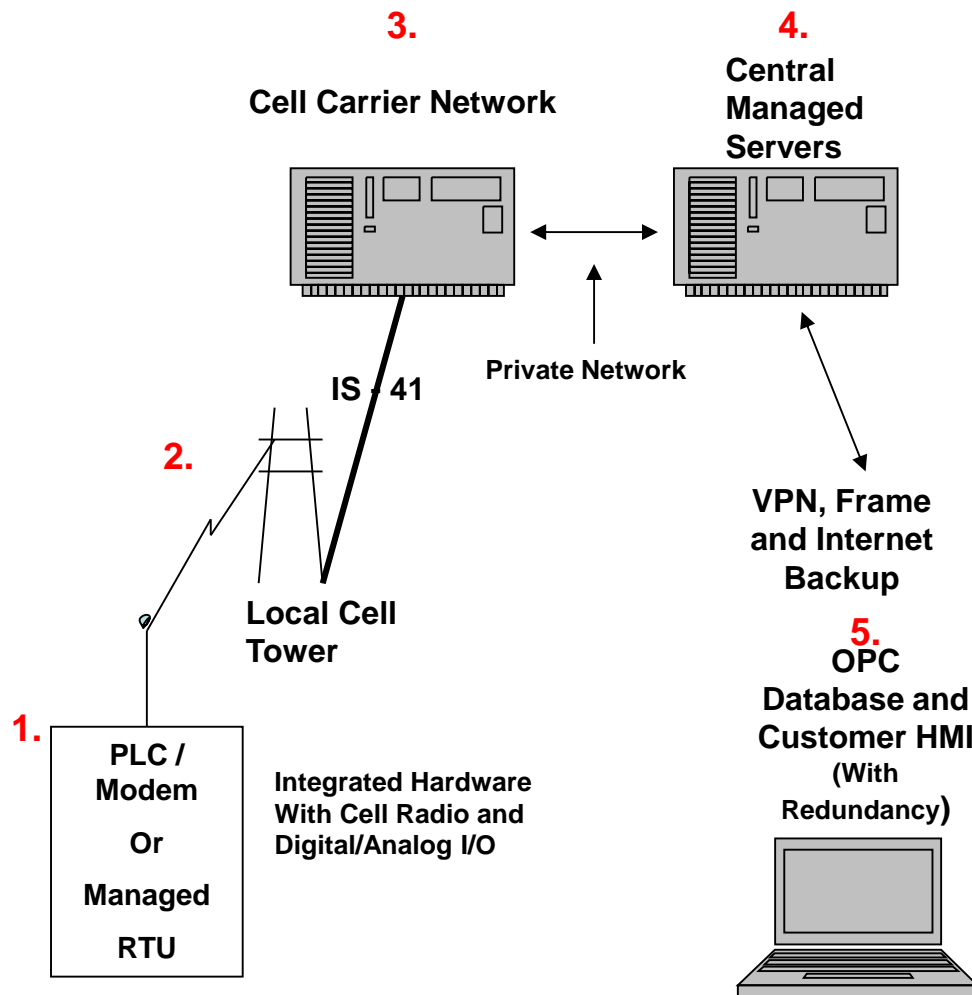 3.
4.
Cell Carrier Network
Central
Managed
Servers
Private Network
IS - 41
2.
VPN, Frame
and Internet
Backup
Local Cell
Tower
5.
OPC
Database and
Customer HMI
(With
Redundancy)
1.
PLC /
Modem
Or
Managed
RTU
Integrated Hardware
With Cell Radio and
Digital/Analog I/O